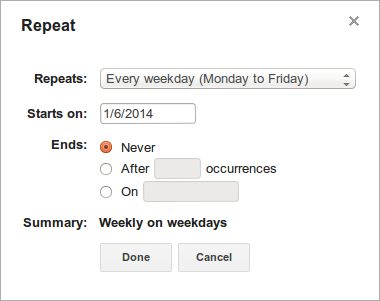 Repeat
Repeats: Every weekday (Monday to Friday)
Starts on: 1/6/2014
Ends: Never
After occurrences
On
Summary: Weekly on weekdays
Done Cancel